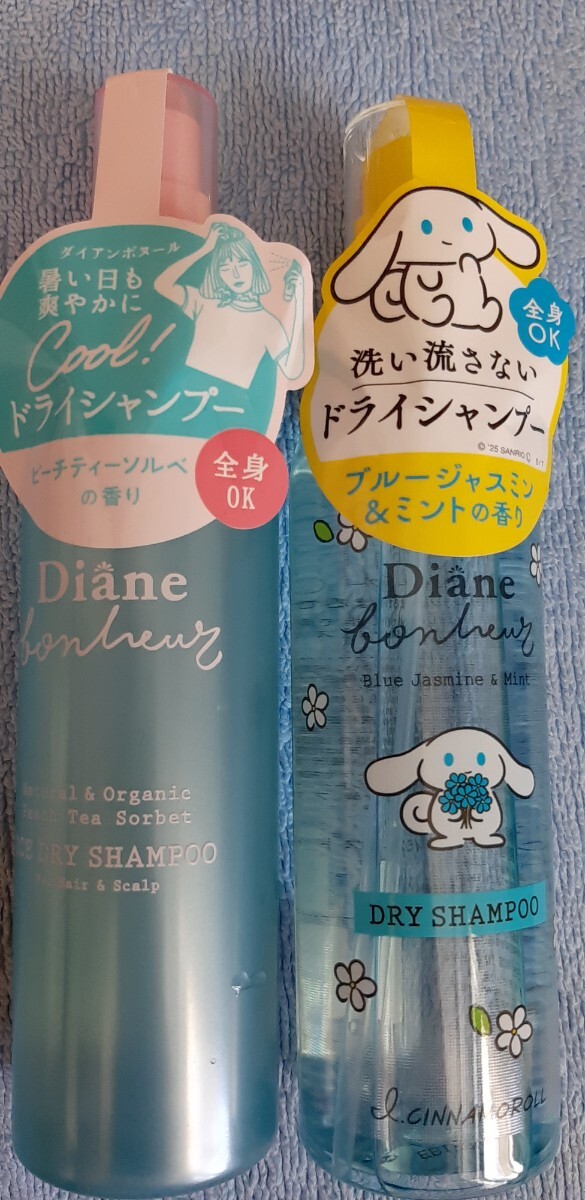 ダイアンボヌール
暑い日も
爽やかに
Cool!
ドライシャンプー
ピーチティーソルベ
の香り
全身
OK
Diane
bonheur
Natural & Organic
Peach Tea Sorbet
ICE DRY SHAMPOO
Hair & Scalp
全身
OK
洗い流さない
ドライシャンプー
© '25 SANRIO
ブルージャスミン
&ミントの香り
Diane
bonheur
Blue Jasmine & Mint
DRY SHAMPOO
CINNAMOROLL